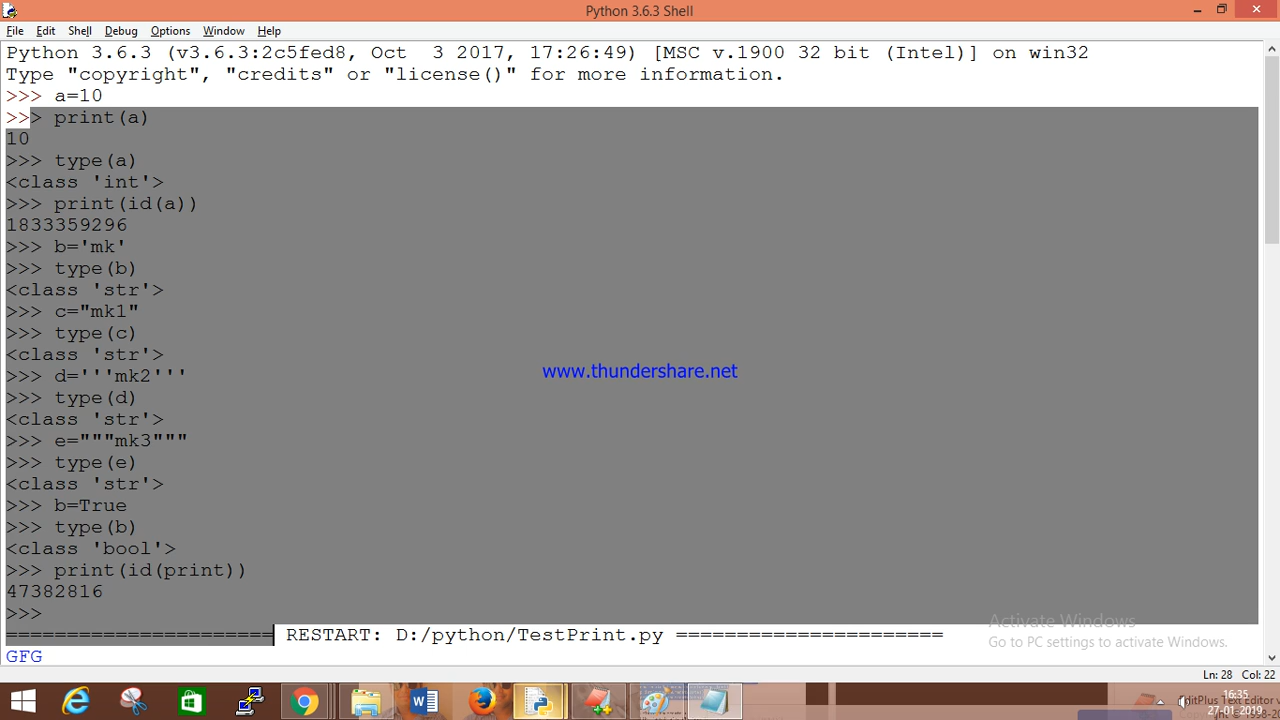 Python 3.6.3 Shell
File Edit Shell Debug Options Window Help
Python 3.6.3 (v3.6.3:2c5fed8, Oct  3 2017, 17:26:49) [MSC v.1900 32 bit (Intel)] on win32
Type "copyright", "credits" or "license()" for more information.
>>> a=10
>>> print(a)
10
>>> type(a)
<class 'int'>
>>> print(id(a))
1833359296
>>> b='mk'
>>> type(b)
<class 'str'>
>>> c="mk1"
>>> type(c)
<class 'str'>
www.thundershare.net
>>> d='''mk2'''
>>> type(d)
<class 'str'>
>>> e="""mk3"""
>>> type(e)
<class 'str'>
>>> b=True
>>> type(b)
<class 'bool'>
>>> print(id(print))
47382816
>>>
====================== RESTART: D:/python/TestPrint.py ======================
GFG
Activate Windows
Go to PC settings to activate Windows.
Ln: 28 Col: 22
16:35
27-01-2019